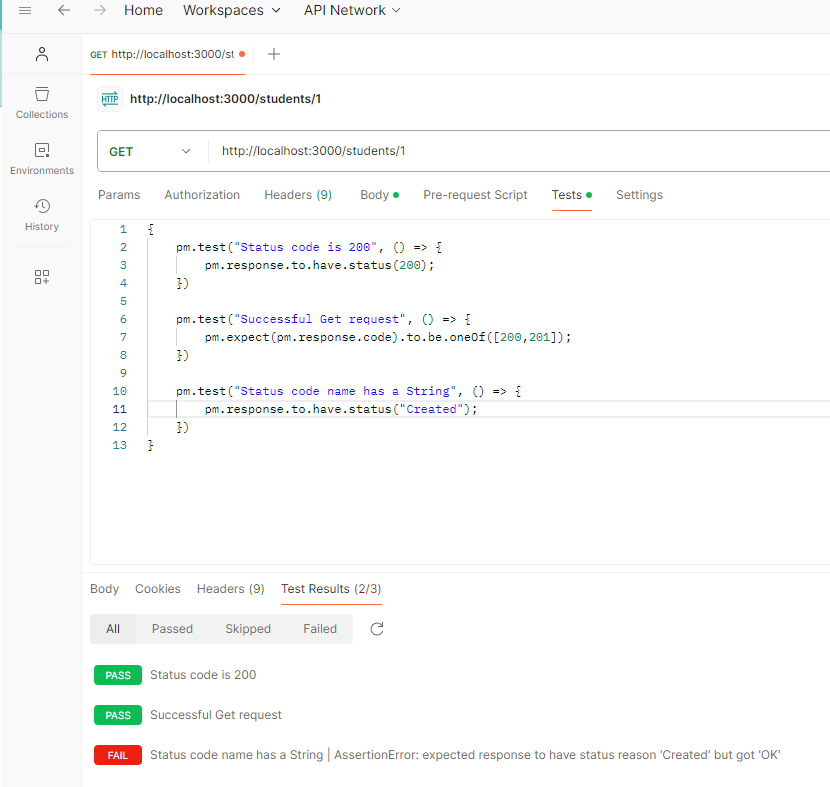 Home Workspaces API Network
GET http://localhost:3000/st
HTTP http://localhost:3000/students/1
Collections
Environments
History
GET http://localhost:3000/students/1
Params Authorization Headers (9) Body Pre-request Script Tests Settings
1 {
2 pm.test("Status code is 200", () => {
3 pm.response.to.have.status(200);
4 })
5
6 pm.test("Successful Get request", () => {
7 pm.expect(pm.response.code).to.be.oneOf([200,201]);
8 })
9
10 pm.test("Status code name has a String", () => {
11 pm.response.to.have.status("Created");
12 })
13 }
Body Cookies Headers (9) Test Results (2/3)
All Passed Skipped Failed
PASS Status code is 200
PASS Successful Get request
FAIL Status code name has a String | AssertionError: expected response to have status reason 'Created' but got 'OK'